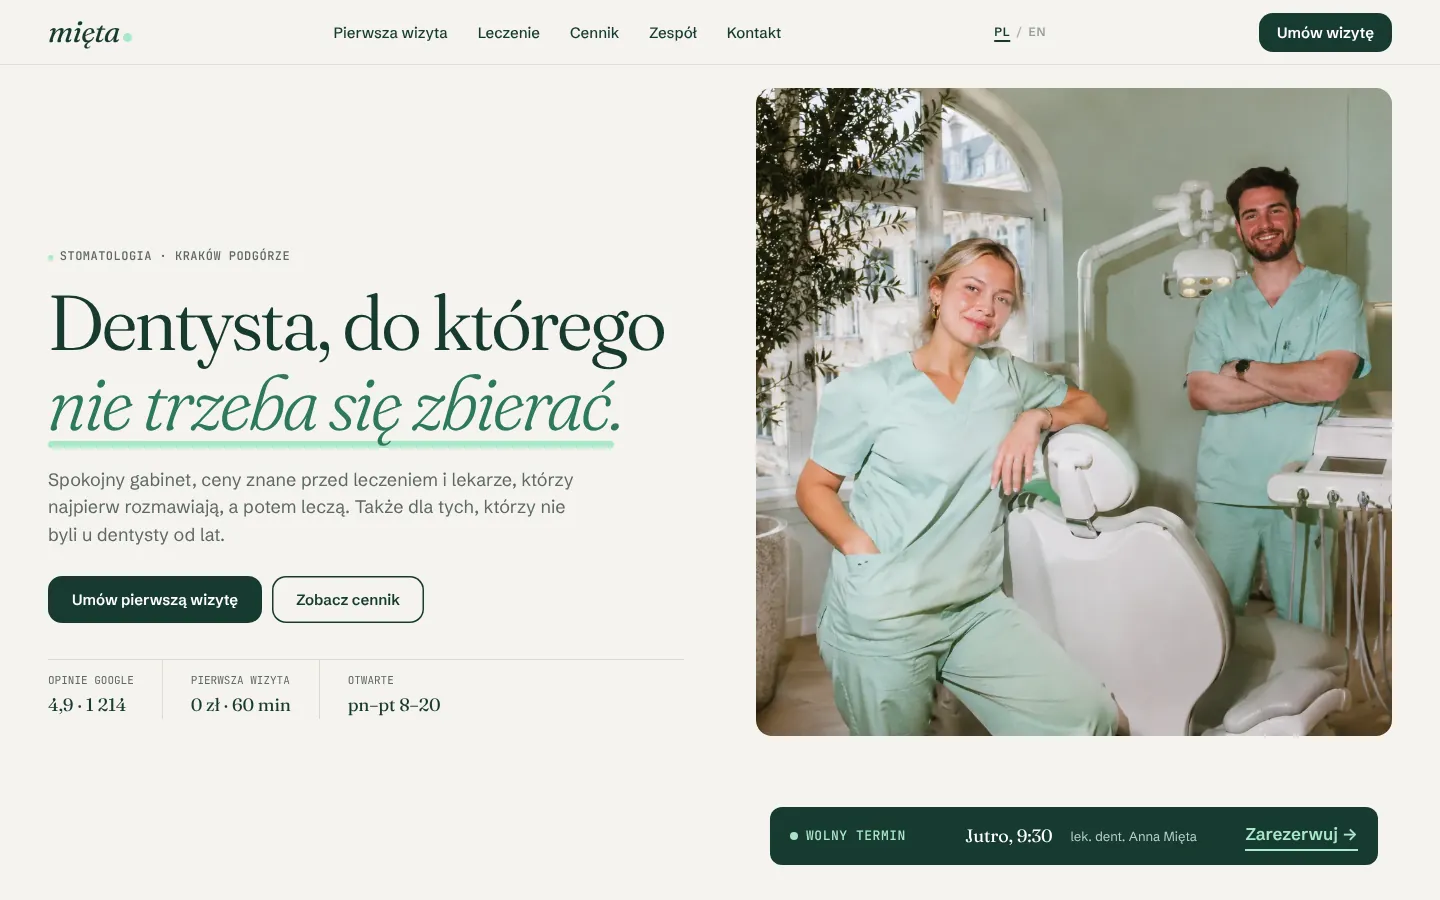 mięta
Pierwsza wizyta Leczenie Cennik Zespół Kontakt
PL / EN
Umów wizytę
STOMATOLOGIA · KRAKÓW PODGÓRZE
Dentysta, do którego
nie trzeba się zbierać.
Spokojny gabinet, ceny znane przed leczeniem i lekarze, którzy
najpierw rozmawiają, a potem leczą. Także dla tych, którzy nie
byli u dentysty od lat.
Umów pierwszą wizytę
Zobacz cennik
OPINIE GOOGLE
4,9 · 1 214
PIERWSZA WIZYTA
0 zł · 60 min
OTWARTE
pn–pt 8–20
WOLNY TERMIN
Jutro, 9:30
lek. dent. Anna Mięta
Zarezerwuj →